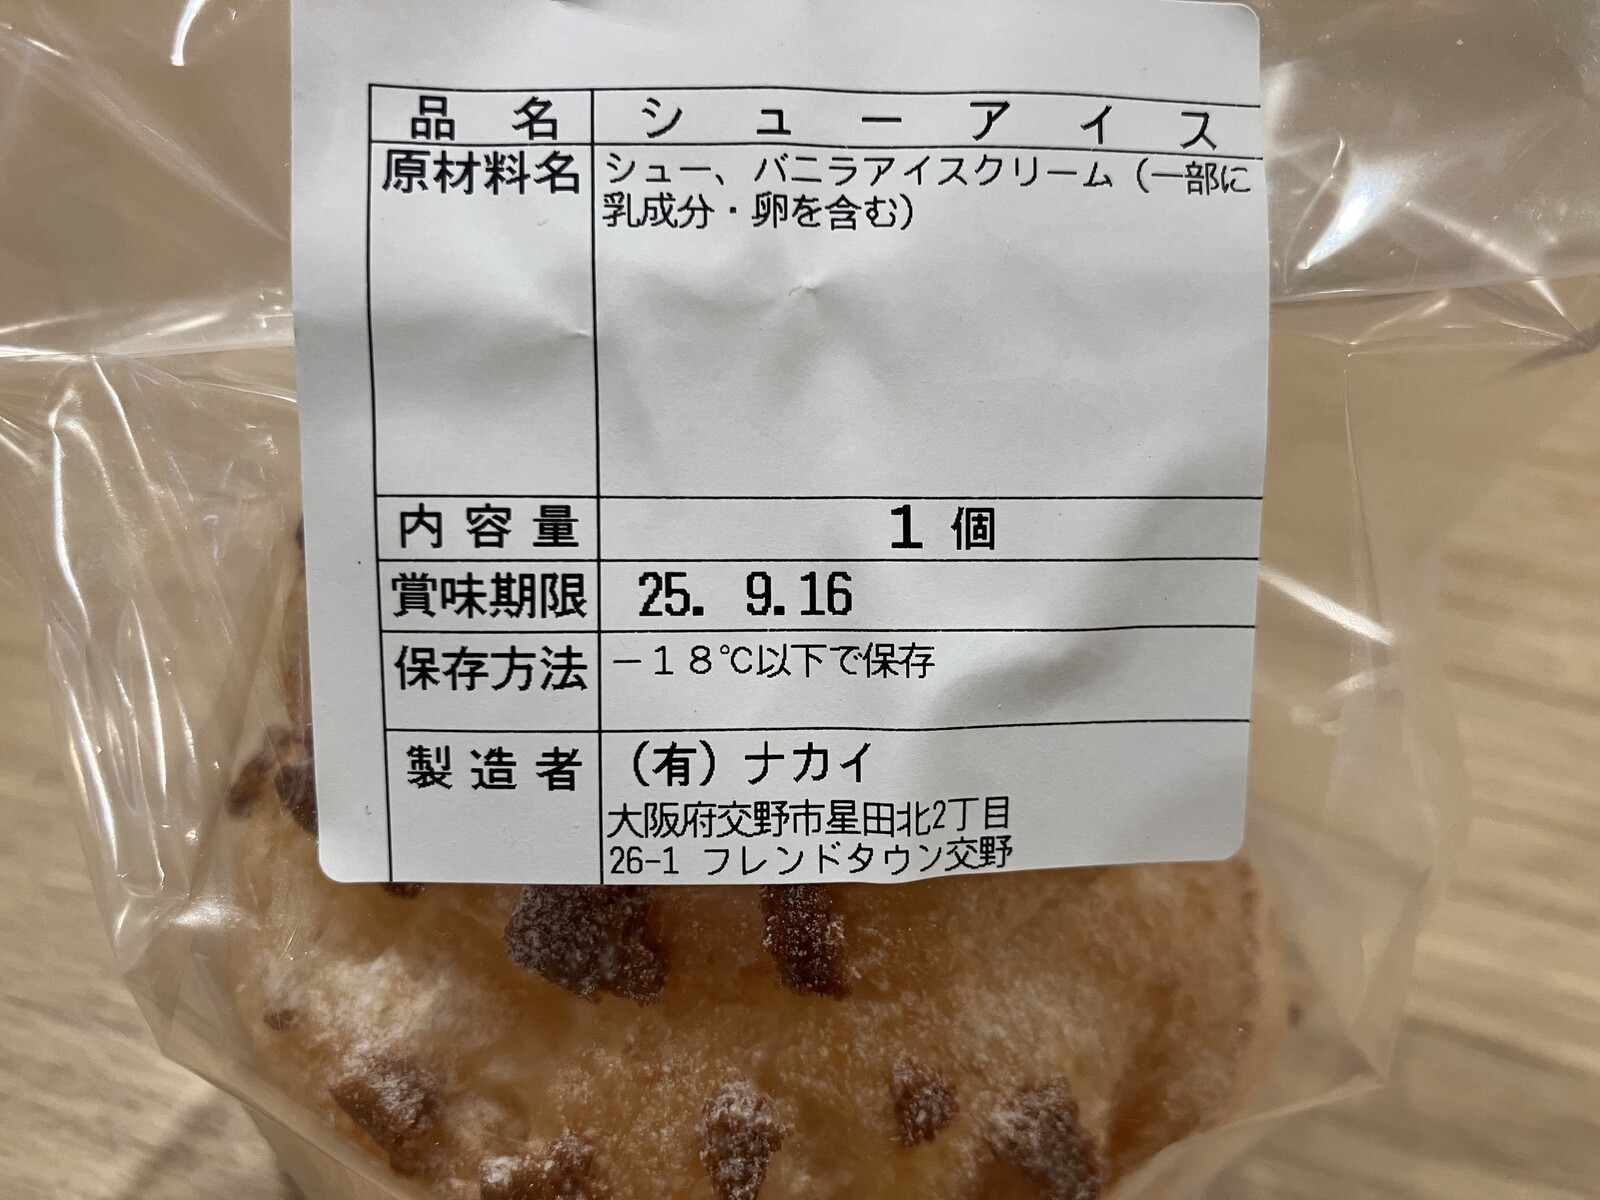 品名 シューアイス
原材料名 シュー、バニラアイスクリーム（一部に
乳成分・卵を含む）
内容量 1個
賞味期限 25. 9.16
保存方法 －１８℃以下で保存
製造者 （有）ナカイ
大阪府交野市星田北2丁目
26-1 フレンドタウン交野